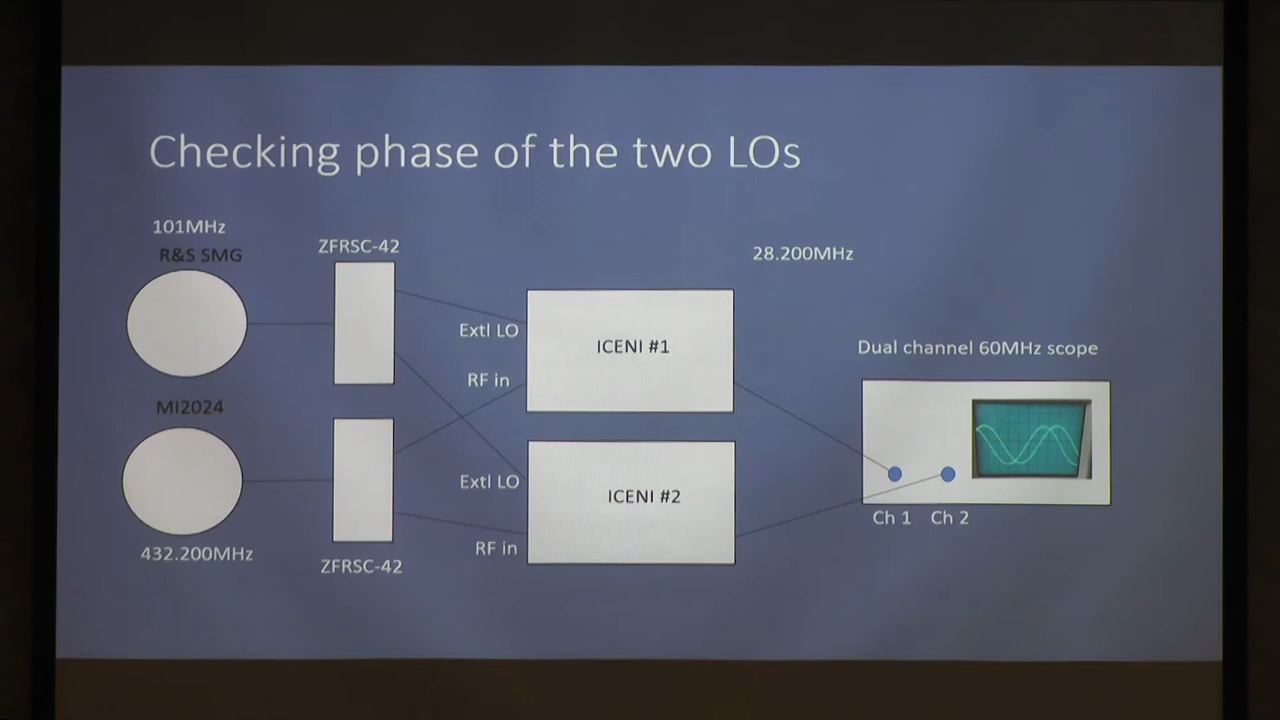 Checking phase of the two LOs
101MHz
R&S SMG
ZFRSC-42
28.200MHz
Extl LO
ICENI #1
Dual channel 60MHz scope
RF in
MI2024
Extl LO
ICENI #2
Ch 1 Ch 2
RF in
432.200MHz
ZFRSC-42